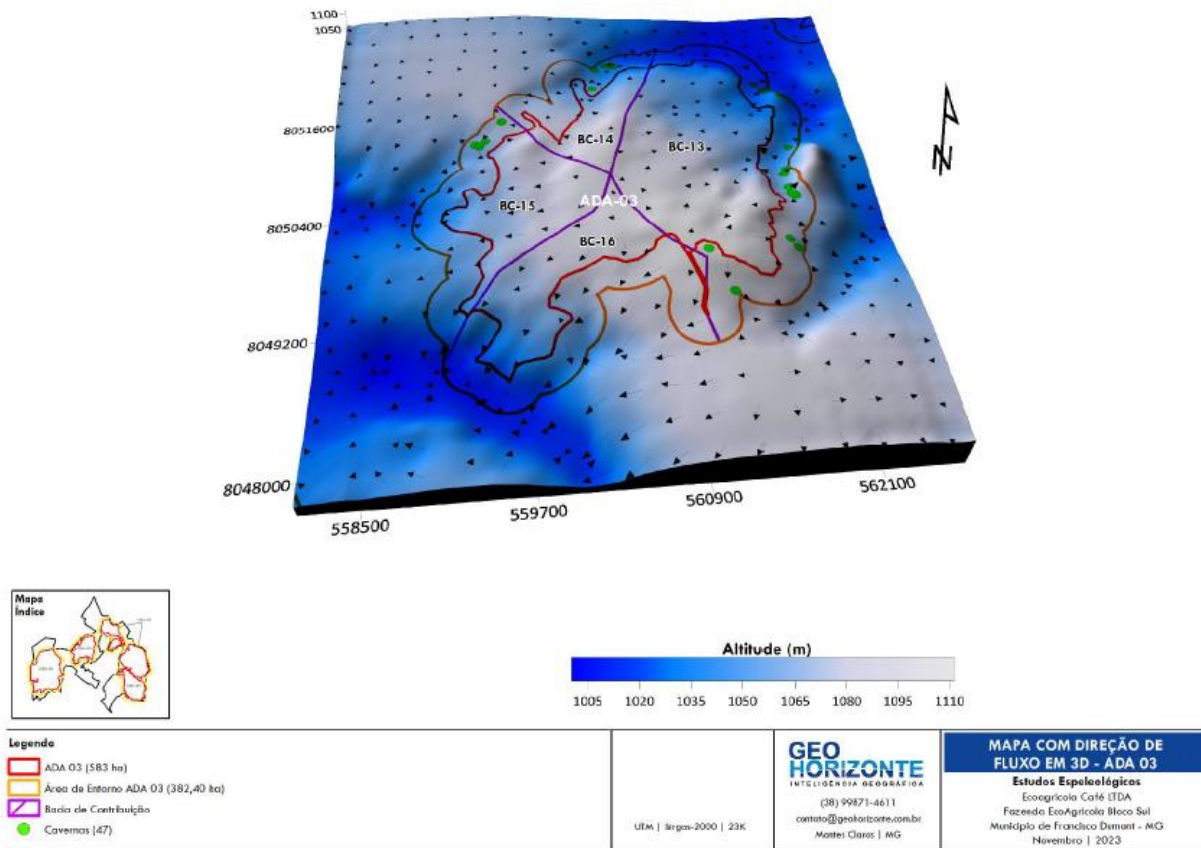 1100
1050
8051600
8050400
8049200
8048000
558500
559700
560900
562100
BC-14
BC-13
ADA-03
BC-15
BC-16
N
Mapa
Índice
Altitude (m)
1005 1020 1035 1050 1065 1080 1095 1110
Legenda
ADA 03 (583 ha)
Área de Entorno ADA 03 (382,40 ha)
Bacia de Contribuição
Cavernas (47)
UTM | Sirgas-2000 | 23K
GEO
HORIZONTE
INTELIGÊNCIA GEOGRÁFICA
(38) 99871-4611
contato@geohorizonte.com.br
Montes Claros | MG
MAPA COM DIREÇÃO DE
FLUXO EM 3D - ADA 03
Estudos Espeleológicos
Ecoagrícola Café LTDA
Fazenda EcoAgrícola Bloco Sul
Município de Francisco Dumont - MG
Novembro | 2023